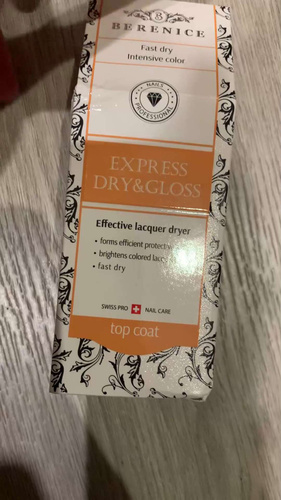 BERENICE
Fast dry
Intensive color
NAILS
PROFESSIONAL
EXPRESS
DRY&GLOSS
Effective lacquer dryer
• forms efficient
• brightens colored
• fast dry
SWISS PRO NAIL CARE
top coat